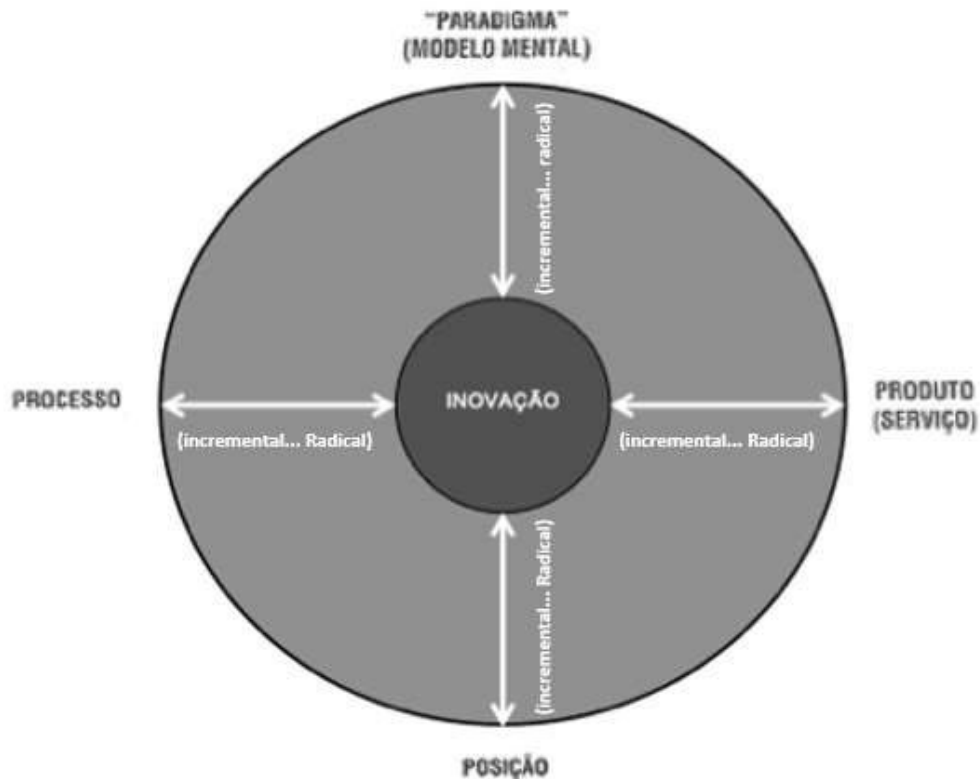 "PARADIGMA"
(MODELO MENTAL)
(incremental... radical)
PROCESSO
INOVAÇÃO
PRODUTO
(SERVIÇO)
(incremental... Radical)
(incremental... Radical)
(incremental... Radical)
POSIÇÃO